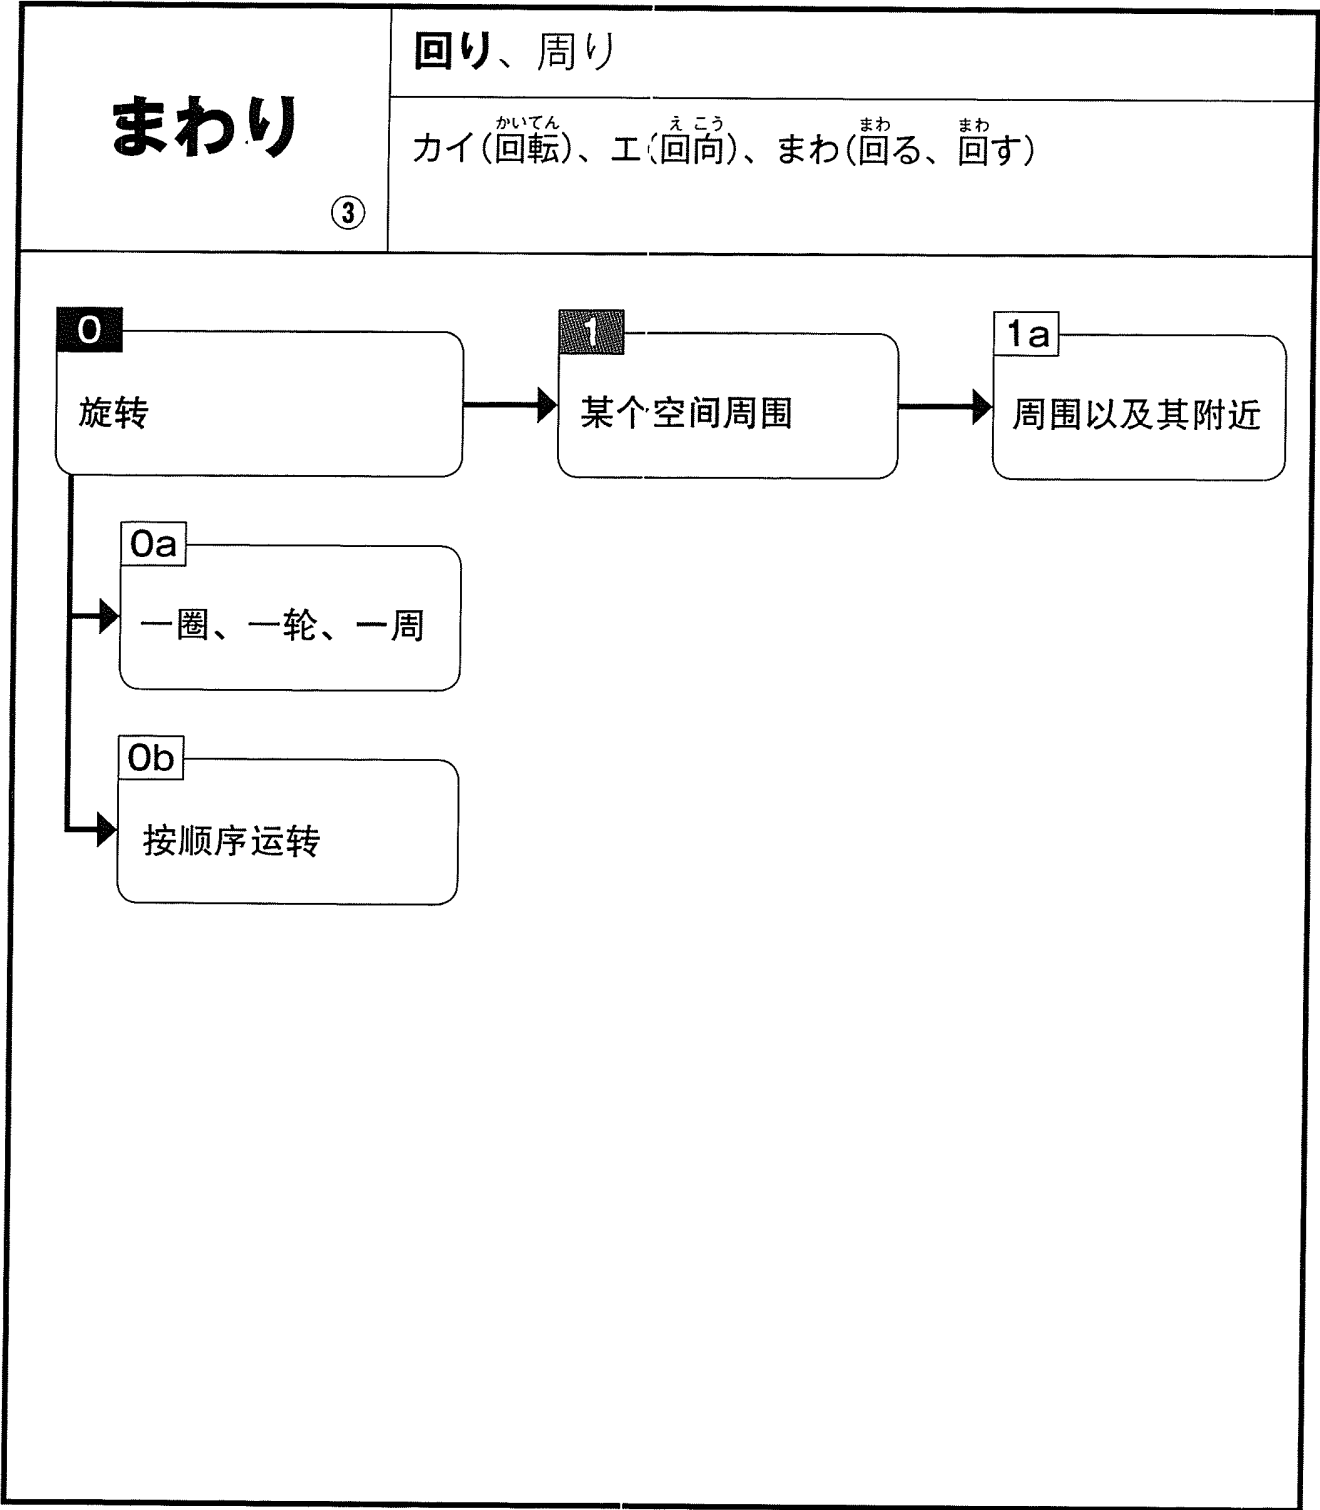 まわり
③
回り、周り
かいてん え こう まわ まわ
カイ(回転)、エ(回向)、まわ(回る、回す)
0
旋转
1
某个空间周围
1a
周围以及其附近
0a
一圈、一轮、一周
0b
按顺序运转